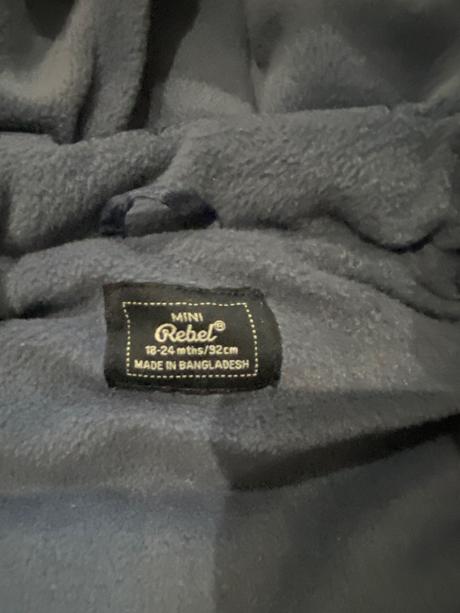 MINI
Rebel®
18-24 mths/92cm
MADE IN BANGLADESH